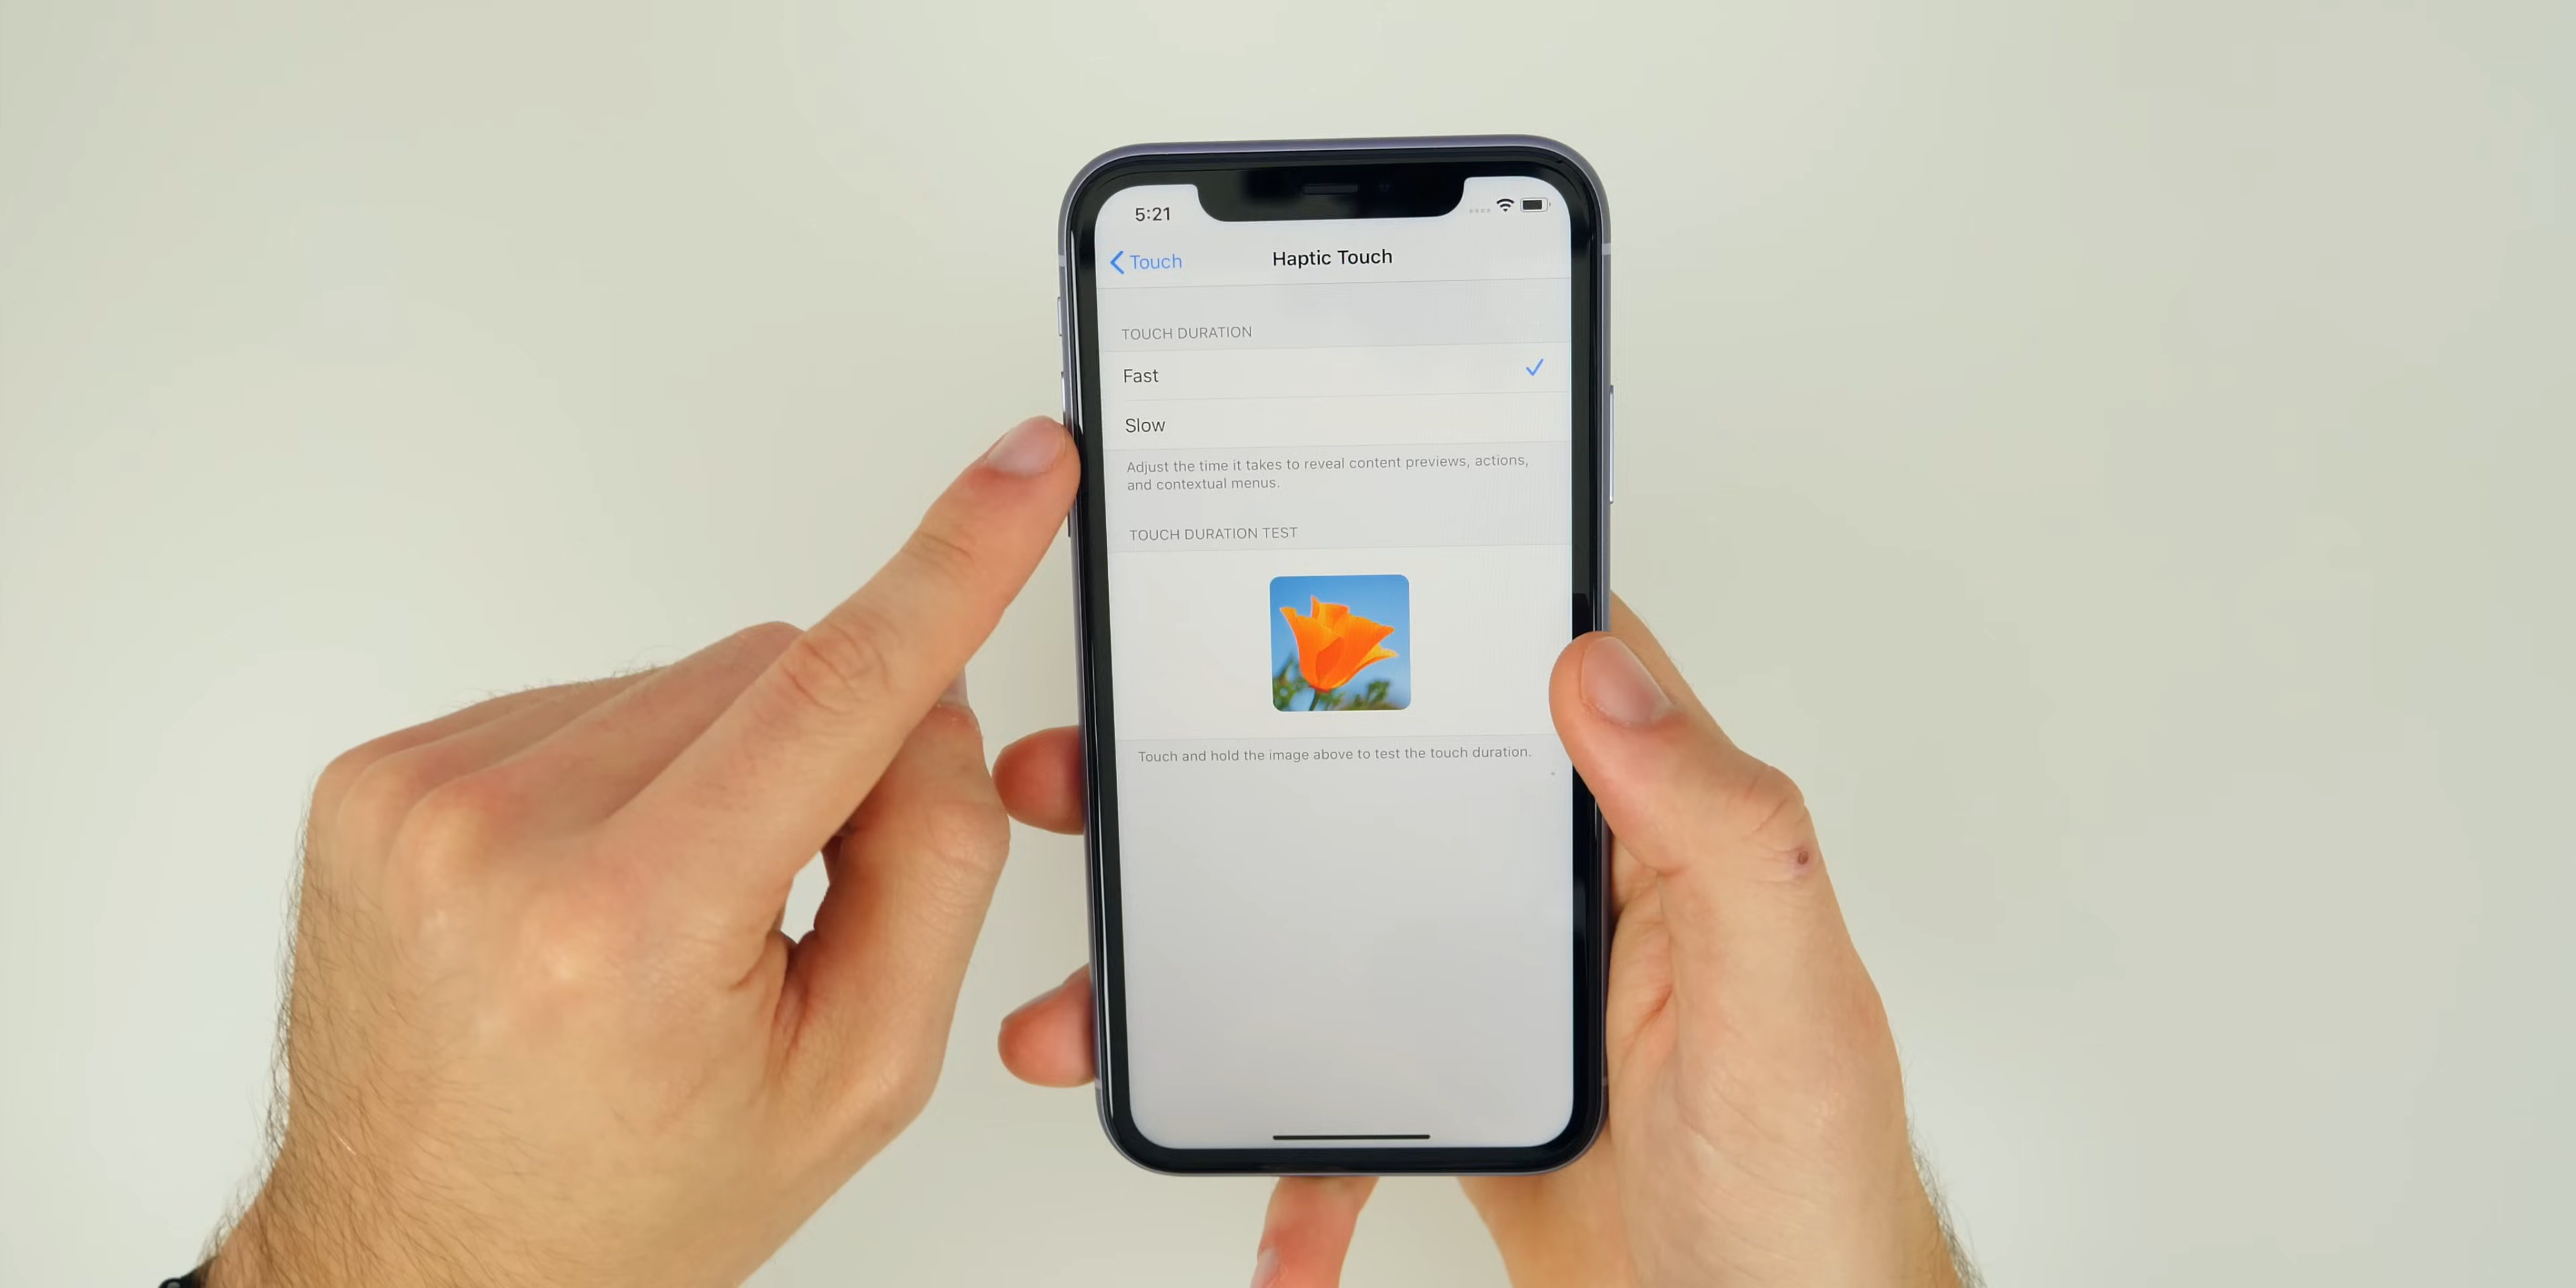 5:21
Touch
Haptic Touch
TOUCH DURATION
Fast
Slow
Adjust the time it takes to reveal content previews, actions,
and contextual menus.
TOUCH DURATION TEST
Touch and hold the image above to test the touch duration.